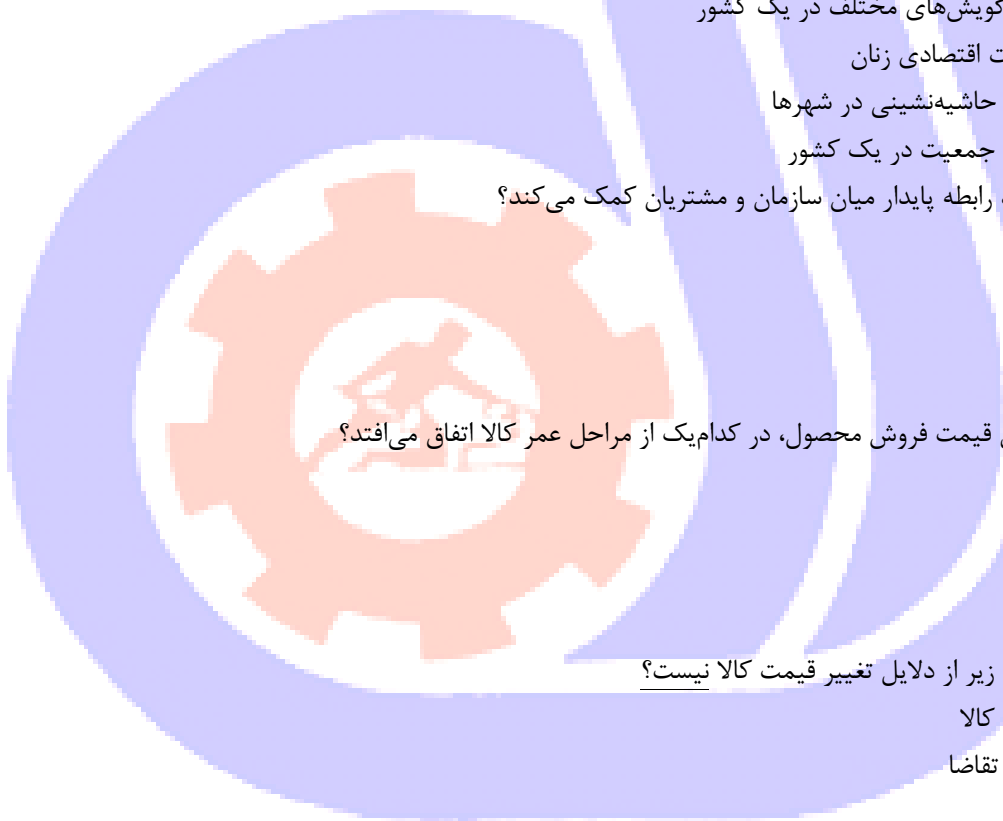 گویش‌های مختلف در یک کشور
ت اقتصادی زنان
حاشیه‌نشینی در شهرها
جمعیت در یک کشور
رابطه پایدار میان سازمان و مشتریان کمک می‌کند؟
قیمت فروش محصول، در کدام‌یک از مراحل عمر کالا اتفاق می‌افتد؟
زیر از دلایل تغییر قیمت کالا نیست؟
کالا
تقاضا